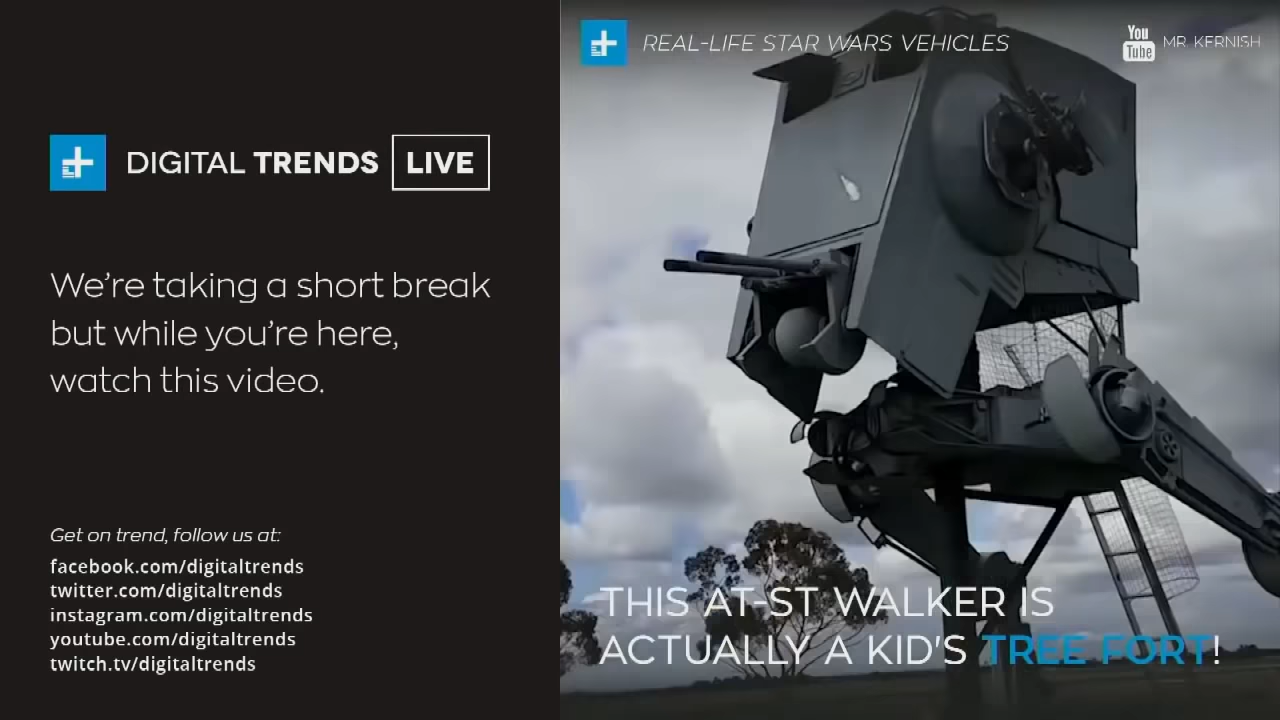 DIGITAL TRENDS LIVE
We're taking a short break
but while you're here,
watch this video.
Get on trend, follow us at:
facebook.com/digitaltrends
twitter.com/digitaltrends
instagram.com/digitaltrends
youtube.com/digitaltrends
twitch.tv/digitaltrends
REAL-LIFE STAR WARS VEHICLES
You
Tube
MR. KERNISH
THIS AT-ST WALKER IS
ACTUALLY A KID'S TREE FORT!